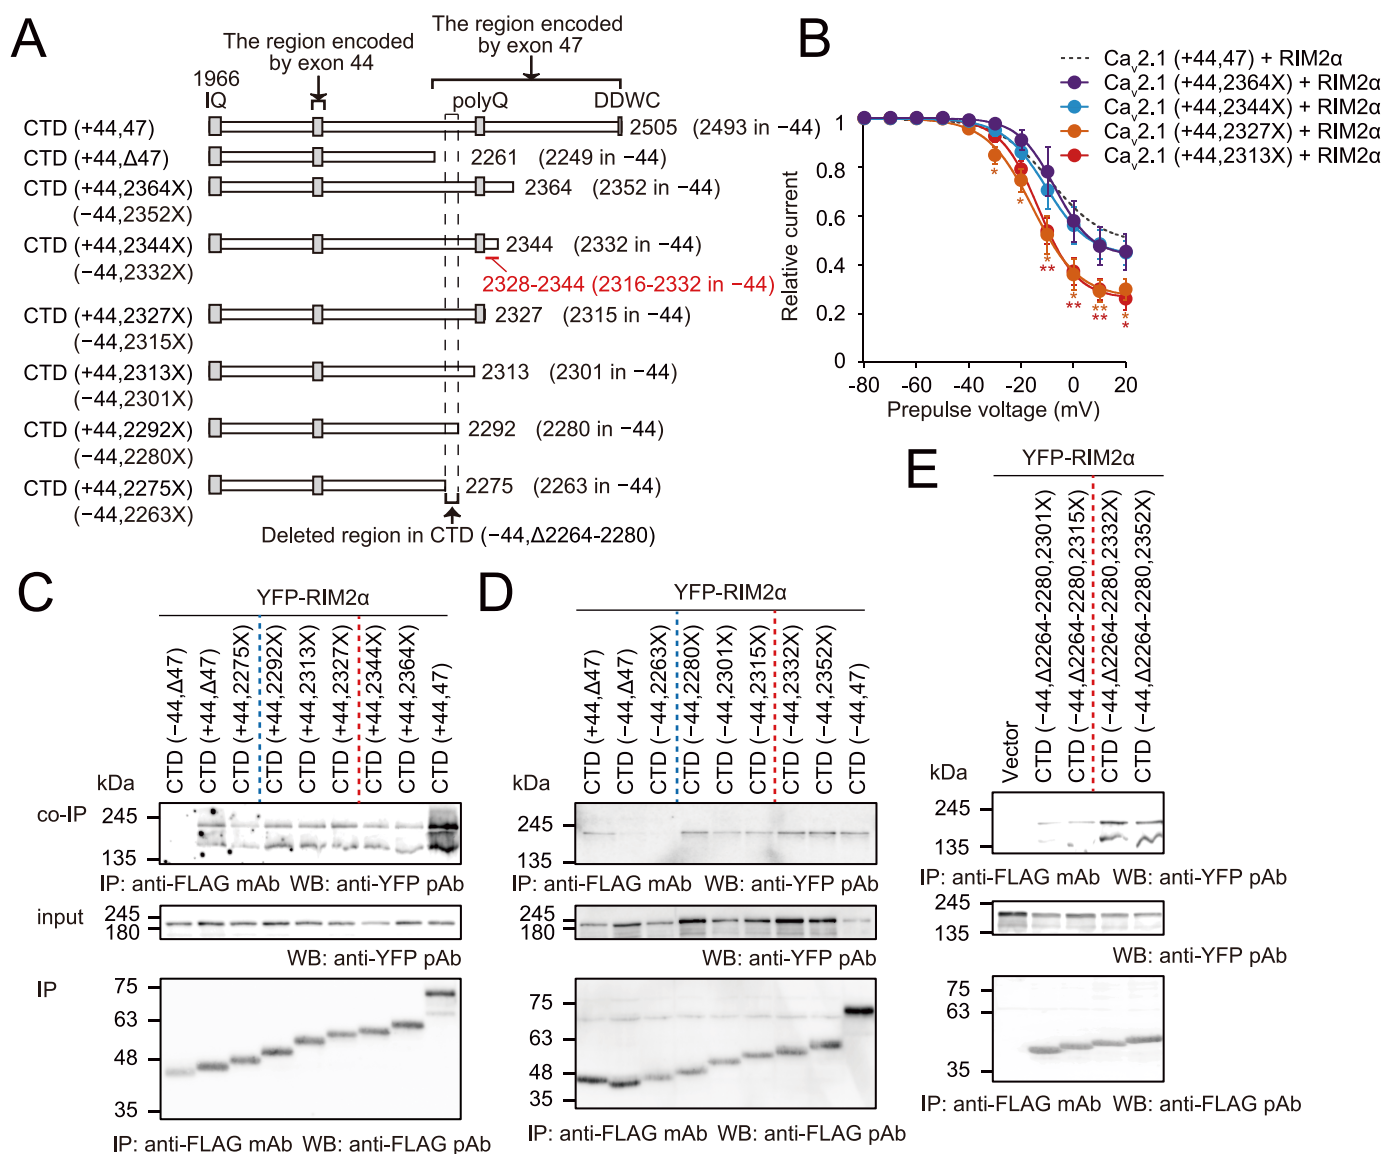 A
The region encoded
by exon 44
The region encoded
by exon 47
1966
IQ
polyQ
DDWC
CTD (+44,47)
2505 (2493 in −44)
CTD (+44,Δ47)
2261 (2249 in −44)
CTD (+44,2364X)
(−44,2352X)
2364 (2352 in −44)
CTD (+44,2344X)
(−44,2332X)
2344 (2332 in −44)
2328-2344 (2316-2332 in −44)
CTD (+44,2327X)
(−44,2315X)
2327 (2315 in −44)
CTD (+44,2313X)
(−44,2301X)
2313 (2301 in −44)
CTD (+44,2292X)
(−44,2280X)
2292 (2280 in −44)
CTD (+44,2275X)
(−44,2263X)
2275 (2263 in −44)
Deleted region in CTD (−44,Δ2264-2280)
B
Cav2.1 (+44,47) + RIM2α
Cav2.1 (+44,2364X) + RIM2α
Cav2.1 (+44,2344X) + RIM2α
Cav2.1 (+44,2327X) + RIM2α
Cav2.1 (+44,2313X) + RIM2α
Relative current
1
0.8
0.6
0.4
0.2
0
* * * ** * ** ** ** * *
-80 -60 -40 -20 0 20
Prepulse voltage (mV)
C
YFP-RIM2α
CTD (−44,Δ47)
CTD (+44,Δ47)
CTD (+44,2275X)
CTD (+44,2292X)
CTD (+44,2313X)
CTD (+44,2327X)
CTD (+44,2344X)
CTD (+44,2364X)
CTD (+44,47)
kDa
co-IP
245
135
IP: anti-FLAG mAb WB: anti-YFP pAb
input
245
180
WB: anti-YFP pAb
IP
75
63
48
35
IP: anti-FLAG mAb WB: anti-FLAG pAb
D
YFP-RIM2α
CTD (+44,Δ47)
CTD (−44,Δ47)
CTD (−44,2263X)
CTD (−44,2280X)
CTD (−44,2301X)
CTD (−44,2315X)
CTD (−44,2332X)
CTD (−44,2352X)
CTD (−44,47)
kDa
245
135
IP: anti-FLAG mAb WB: anti-YFP pAb
245
180
WB: anti-YFP pAb
75
63
48
35
IP: anti-FLAG mAb WB: anti-FLAG pAb
E
YFP-RIM2α
Vector
CTD (−44,Δ2264-2280,2301X)
CTD (−44,Δ2264-2280,2315X)
CTD (−44,Δ2264-2280,2332X)
CTD (−44,Δ2264-2280,2352X)
kDa
245
135
IP: anti-FLAG mAb WB: anti-YFP pAb
245
135
WB: anti-YFP pAb
75
63
35
IP: anti-FLAG mAb WB: anti-FLAG pAb